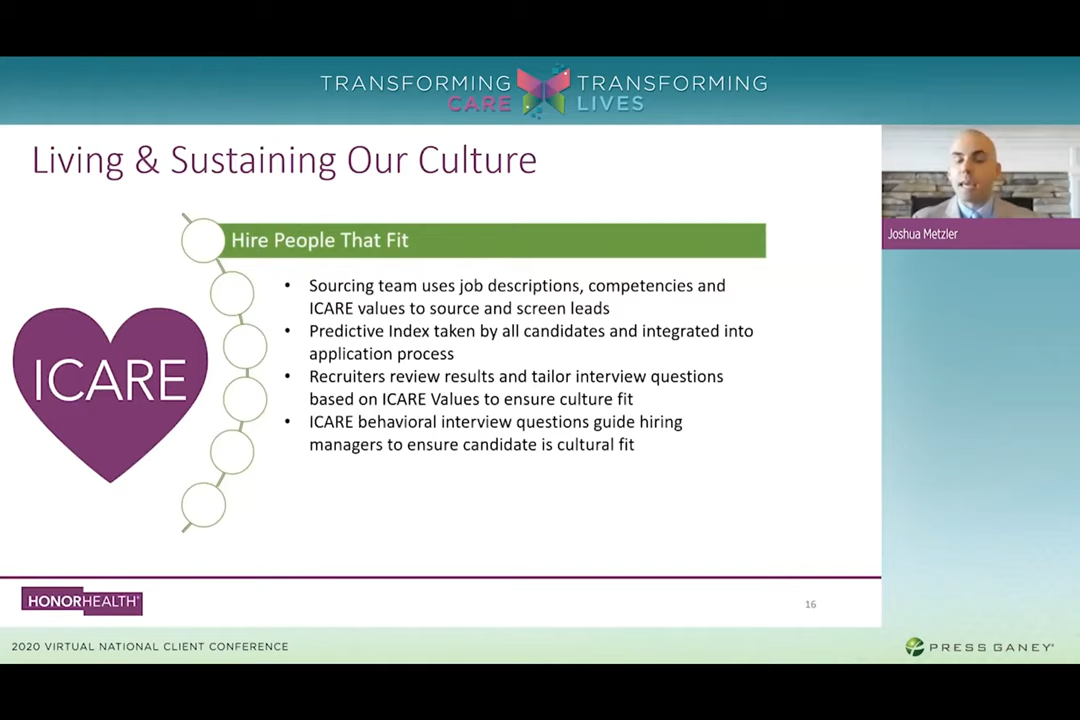 TRANSFORMING TRANSFORMING
CARE LIVES
Living & Sustaining Our Culture
Joshua Metzler
Hire People That Fit
• Sourcing team uses job descriptions, competencies and
ICARE values to source and screen leads
• Predictive Index taken by all candidates and integrated into
application process
• Recruiters review results and tailor interview questions
based on ICARE Values to ensure culture fit
• ICARE behavioral interview questions guide hiring
managers to ensure candidate is cultural fit
ICARE
HONORHEALTH®
16
2020 VIRTUAL NATIONAL CLIENT CONFERENCE
PRESS GANEY®